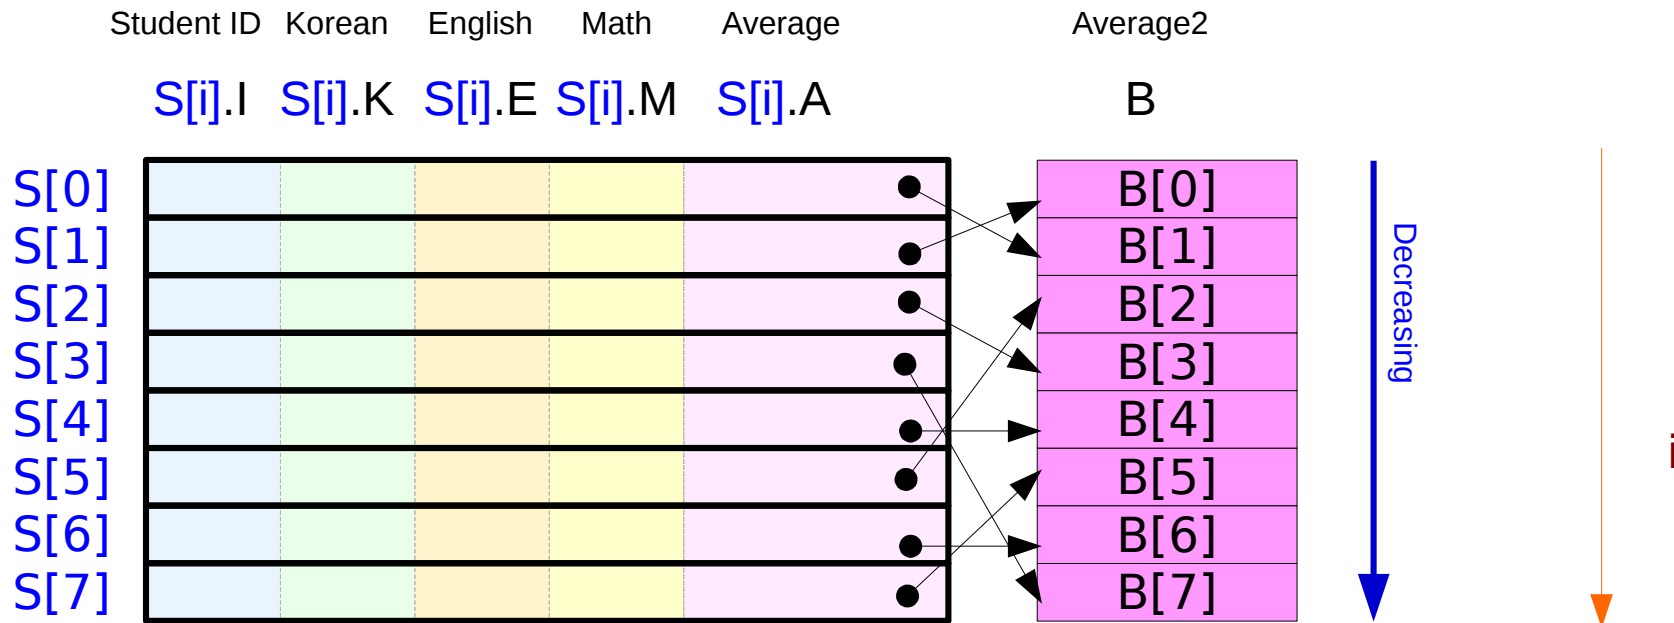 Student ID Korean English Math Average Average2
S[i].I S[i].K S[i].E S[i].M S[i].A B
S[0] B[0]
S[1] B[1]
S[2] B[2]
S[3] B[3]
S[4] B[4]
S[5] B[5]
S[6] B[6]
S[7] B[7]
Decreasing
i